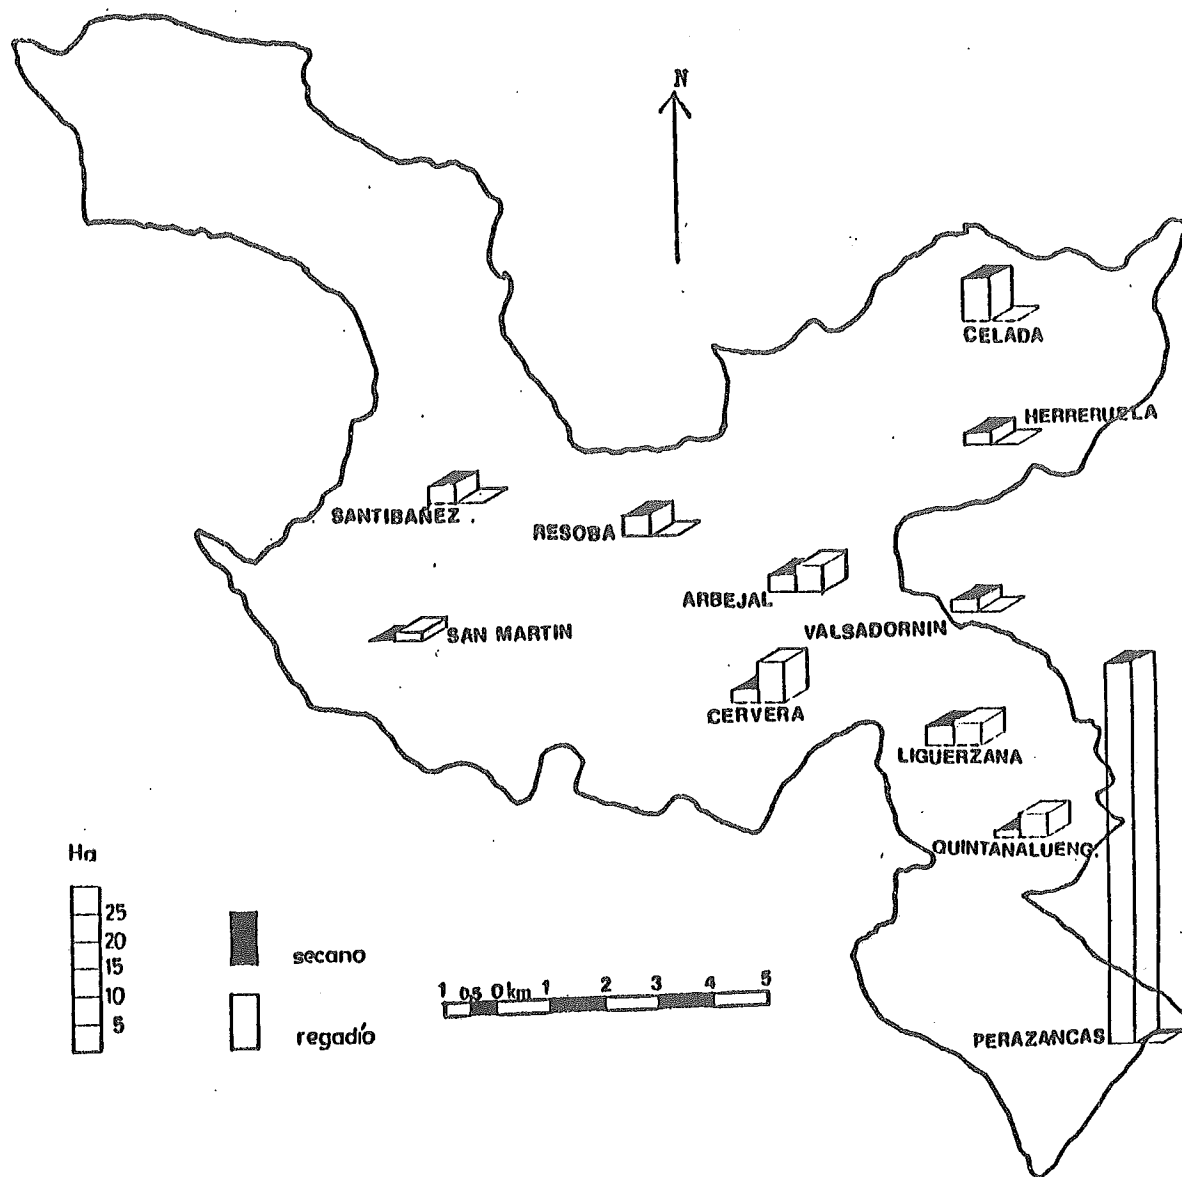 N
CELADA
HERRERUELA
SANTIBAÑEZ.
RESOBA
ARBEJAL
VALSADORNIN
SAN MARTIN
CERVERA
LIGUERZANA
QUINTANALUENG.
Ha
25
20
15
10
5
secano
regadío
1 0,5 0 km 1 2 3 4 5
PERAZANCAS